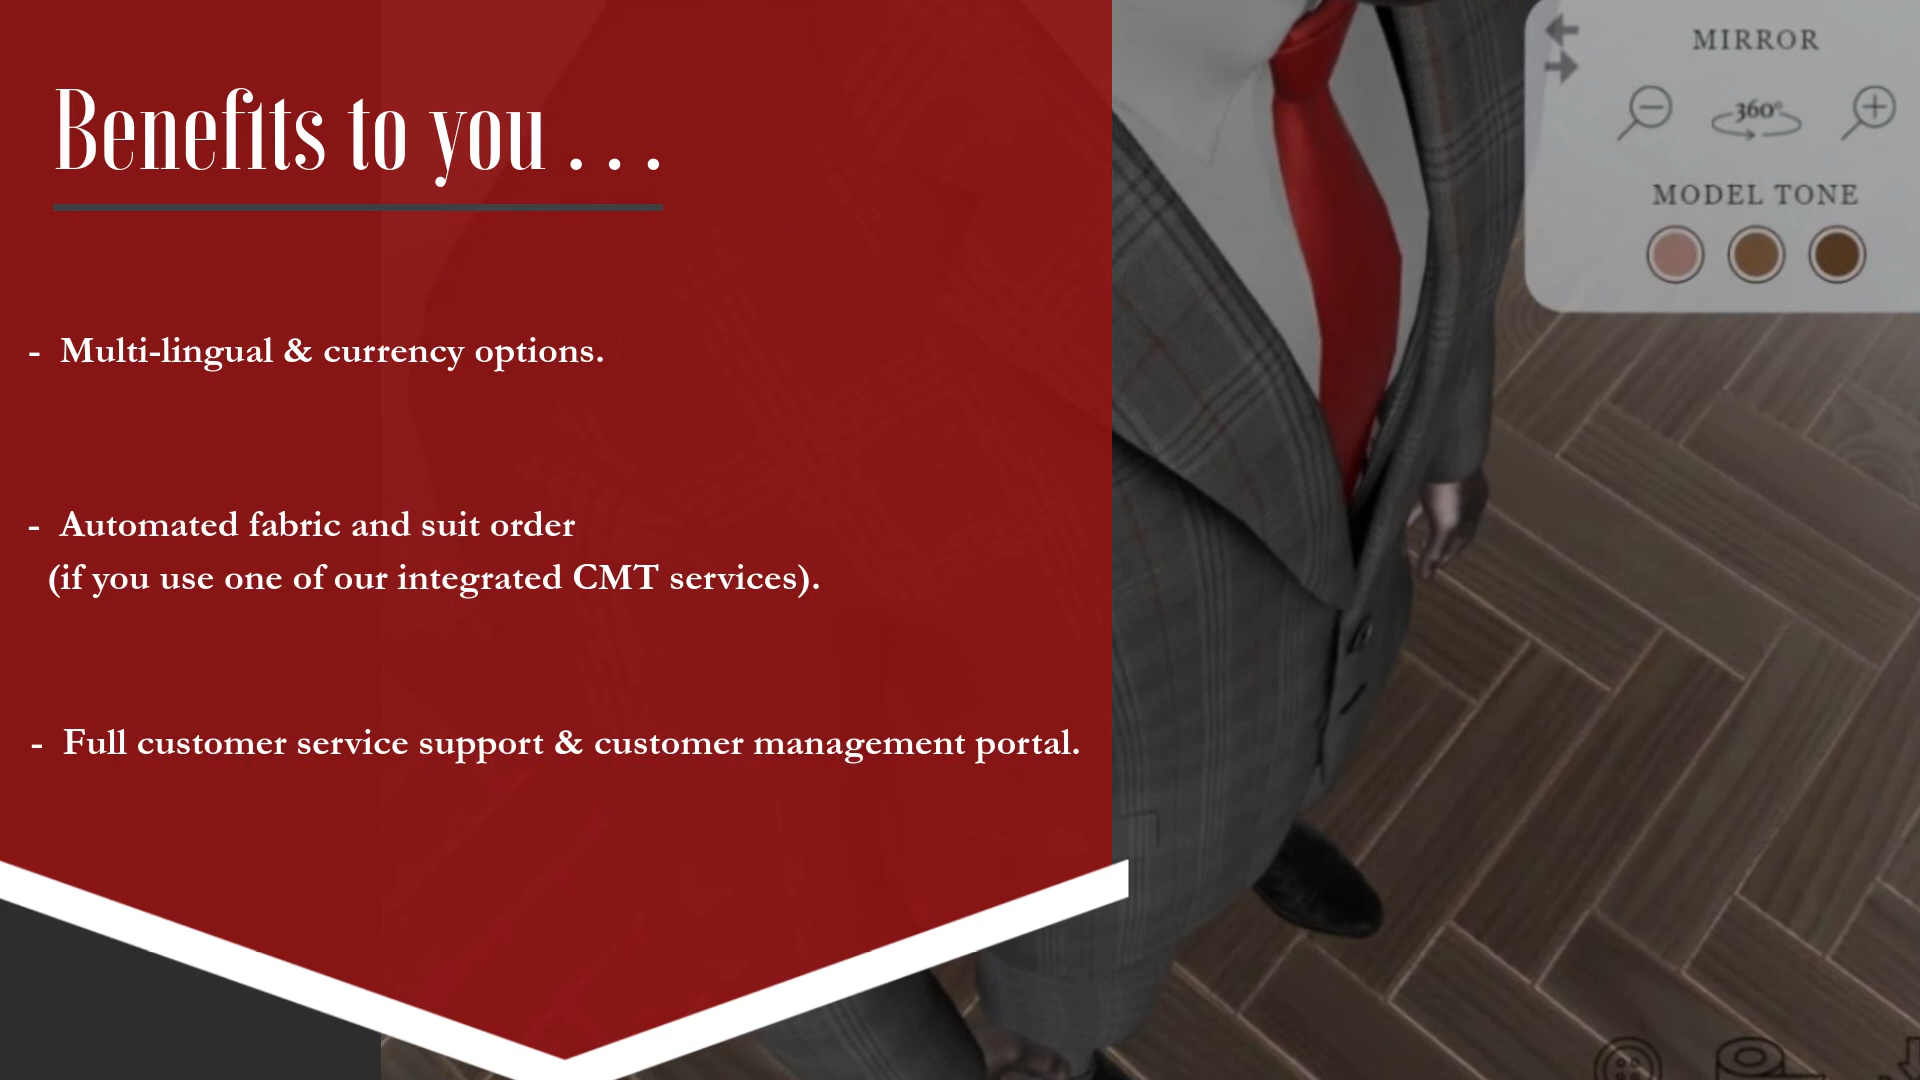 Benefits to you . . .
- Multi-lingual & currency options.
- Automated fabric and suit order
(if you use one of our integrated CMT services).
- Full customer service support & customer management portal.
MIRROR
360°
MODEL TONE